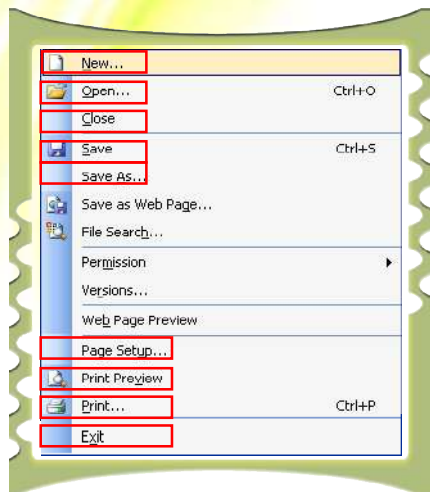 New...
Open... Ctrl+O
Close
Save Ctrl+S
Save As...
Save as Web Page...
File Search...
Permission
Versions...
Web Page Preview
Page Setup...
Print Preview
Print... Ctrl+P
Exit